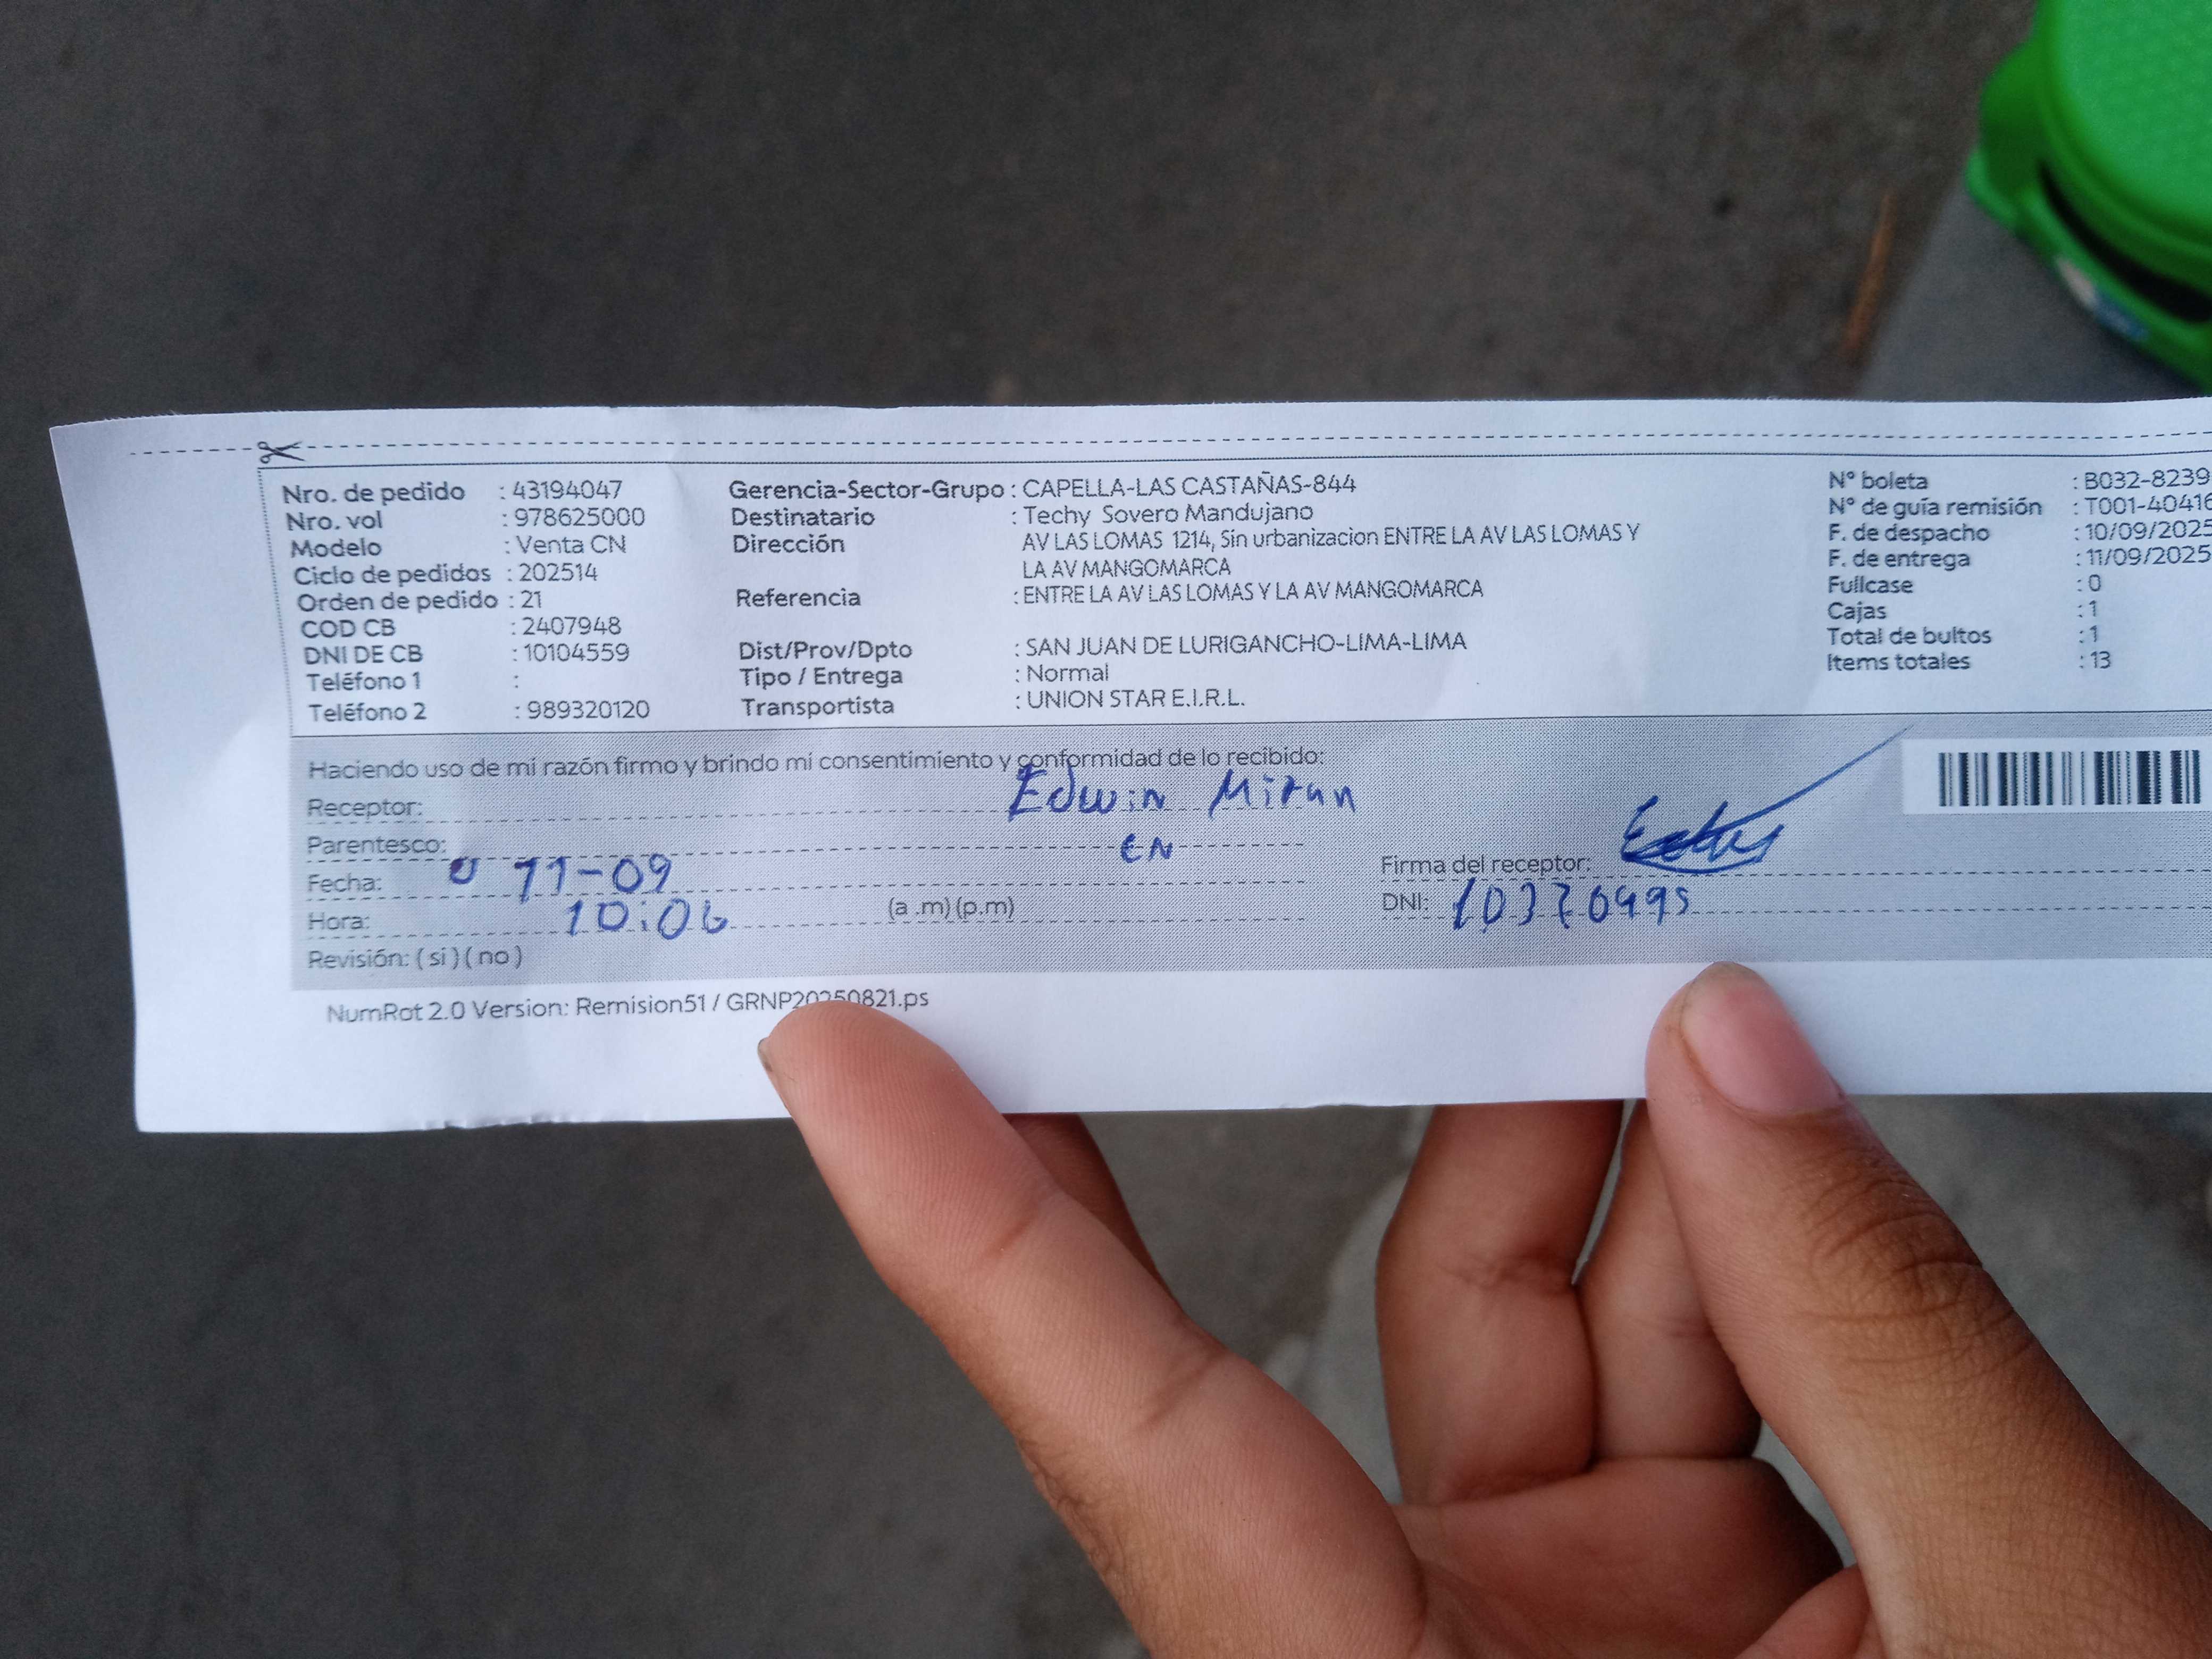 Nro. de pedido : 43194047
Nro. vol : 978625000
Modelo : Venta CN
Ciclo de pedidos : 202514
Orden de pedido : 21
COD CB : 2407948
DNI DE CB : 10104559
Teléfono 1 :
Teléfono 2 : 989320120
Gerencia-Sector-Grupo : CAPELLA-LAS CASTAÑAS-844
Destinatario : Techy Sovero Mandujano
Dirección AV LAS LOMAS 1214, Sin urbanizacion ENTRE LA AV LAS LOMAS Y
LA AV MANGOMARCA
Referencia : ENTRE LA AV LAS LOMAS Y LA AV MANGOMARCA
Dist/Prov/Dpto : SAN JUAN DE LURIGANCHO-LIMA-LIMA
Tipo / Entrega : Normal
Transportista : UNION STAR E.I.R.L.
N° boleta : B032-8239
N° de guía remisión : T001-40416
F. de despacho : 10/09/2025
F. de entrega : 11/09/2025
Fullcase : 0
Cajas : 1
Total de bultos : 1
Items totales : 13
Haciendo uso de mi razón firmo y brindo mi consentimiento y conformidad de lo recibido:
Receptor: Edwin
Parentesco: CN
Fecha: 11-09
Hora: 10:06 (a .m) (p.m)
Revisión: ( si ) ( no )
Firma del receptor:
DNI:
NumRot 2.0 Version: Remision51 / GRNP20250821.ps